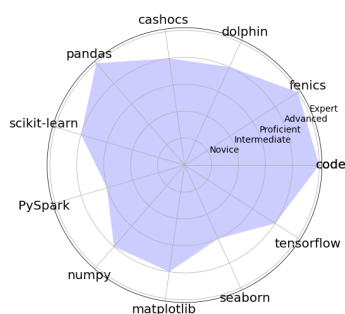 cashocs
dolphin
pandas
fenics
Expert
Advanced
scikit-learn
Proficient
Intermediate
Novice
code
PySpark
tensorflow
numpy
seaborn
matplotlib